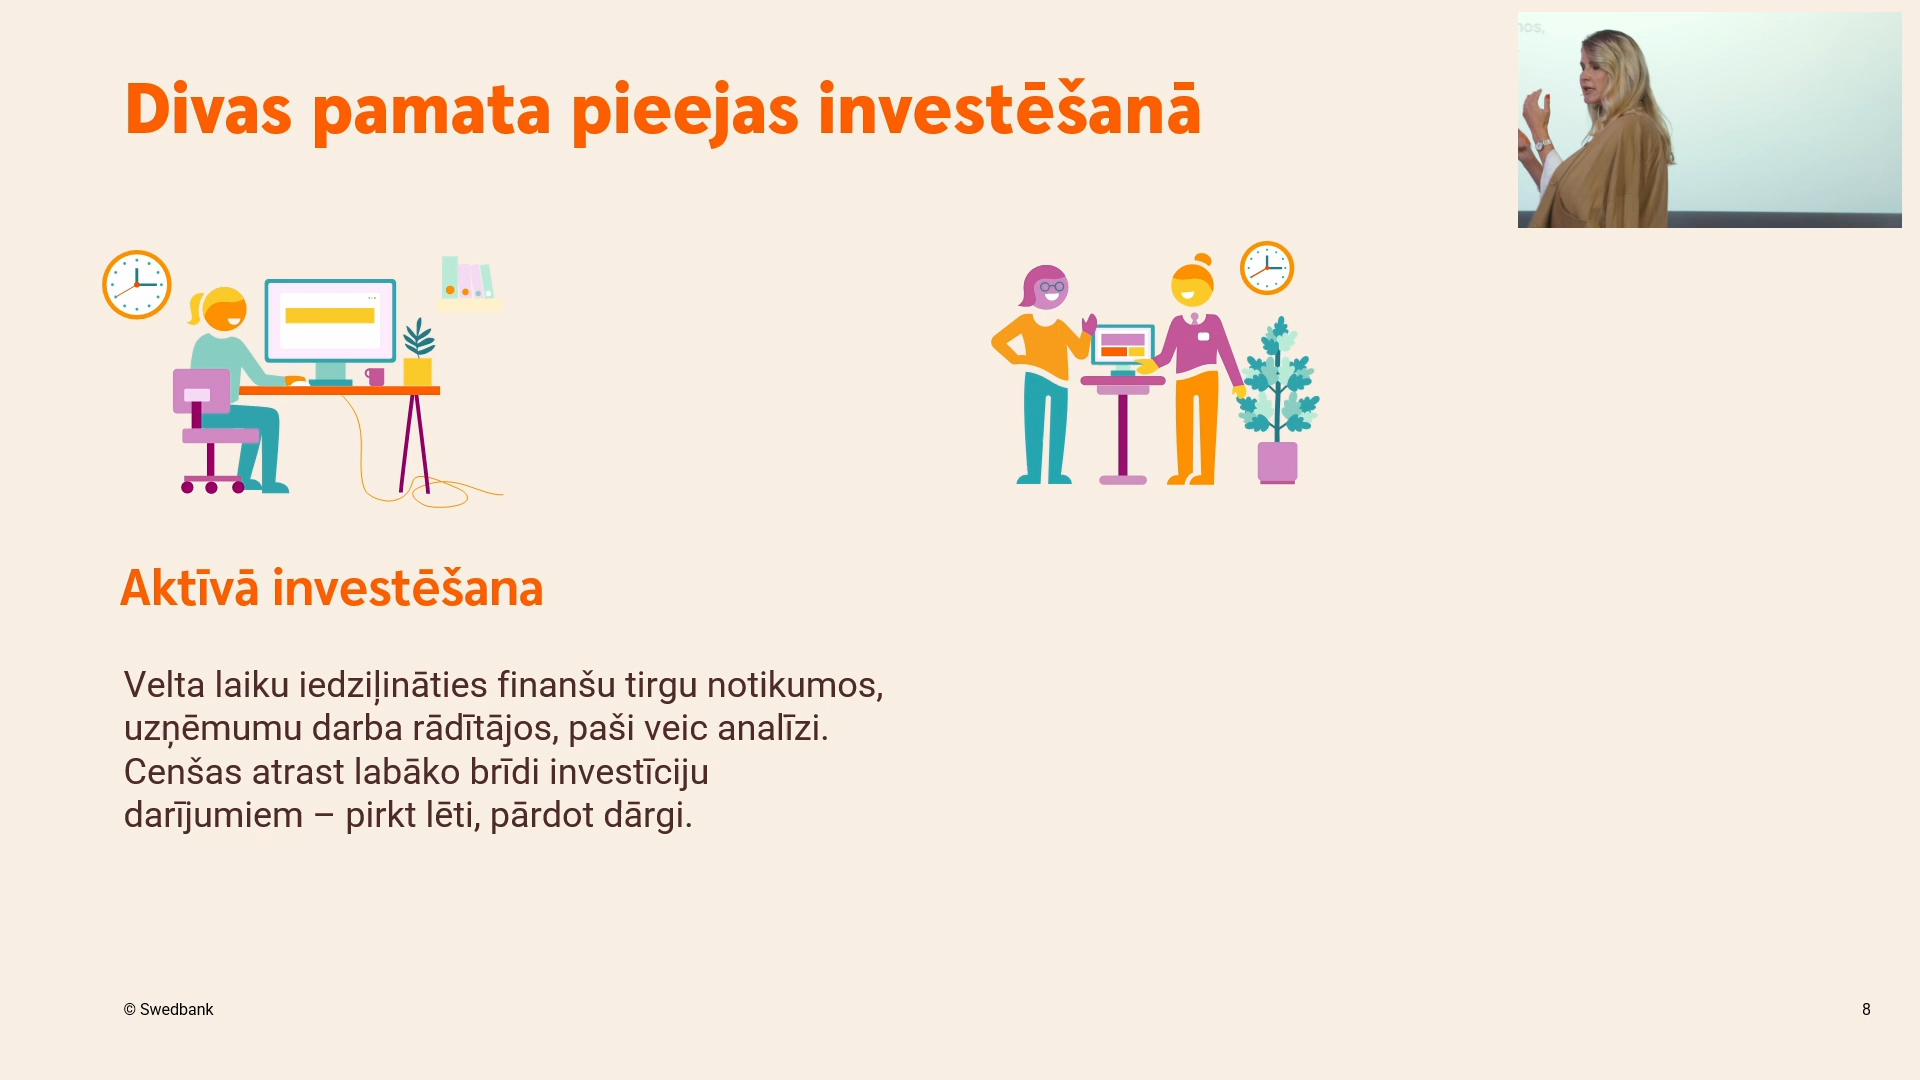 Divas pamata pieejas investēšanā
nos,
Aktīvā investēšana
Velta laiku iedziļināties finanšu tirgu notikumos,
uzņēmumu darba rādītājos, paši veic analīzi.
Cenšas atrast labāko brīdi investīciju
darījumiem – pirkt lēti, pārdot dārgi.
© Swedbank
8